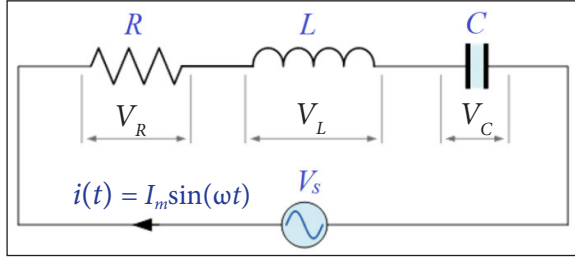 R L C
V_R V_L V_C
i(t) = I_m sin(ωt) V_s